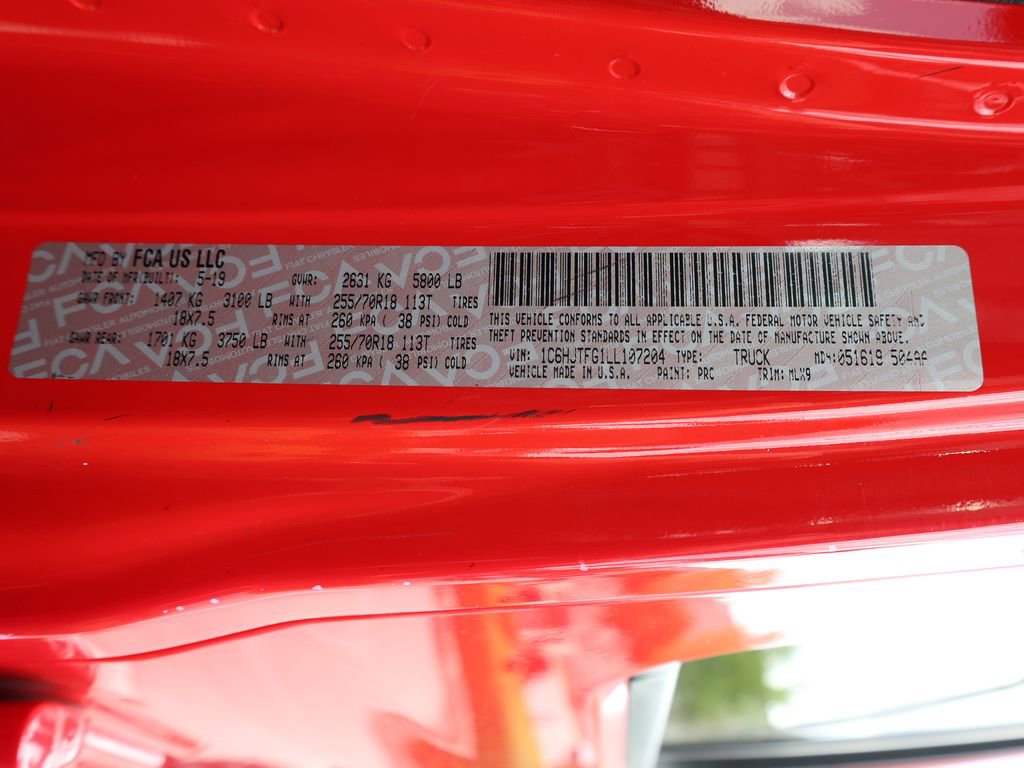 MFD BY FCA US LLC
DATE OF MFR(BUILT): 5-19 GVWR: 2631 KG 5800 LB
GAWR FRONT: 1407 KG 3100 LB WITH 255/70R18 113T TIRES
18X7.5 RIMS AT 260 KPA ( 38 PSI) COLD
GAWR REAR: 1701 KG 3750 LB WITH 255/70R18 113T TIRES
18X7.5 RIMS AT 260 KPA ( 38 PSI) COLD
THIS VEHICLE CONFORMS TO ALL APPLICABLE U.S.A. FEDERAL MOTOR VEHICLE SAFETY AND
THEFT PREVENTION STANDARDS IN EFFECT ON THE DATE OF MANUFACTURE SHOWN ABOVE.
VIN: 1C6HJTFG1LL107204 TYPE: TRUCK MDH: 051619 504AA
VEHICLE MADE IN U.S.A. PAINT: PRC TRIM: MLX9